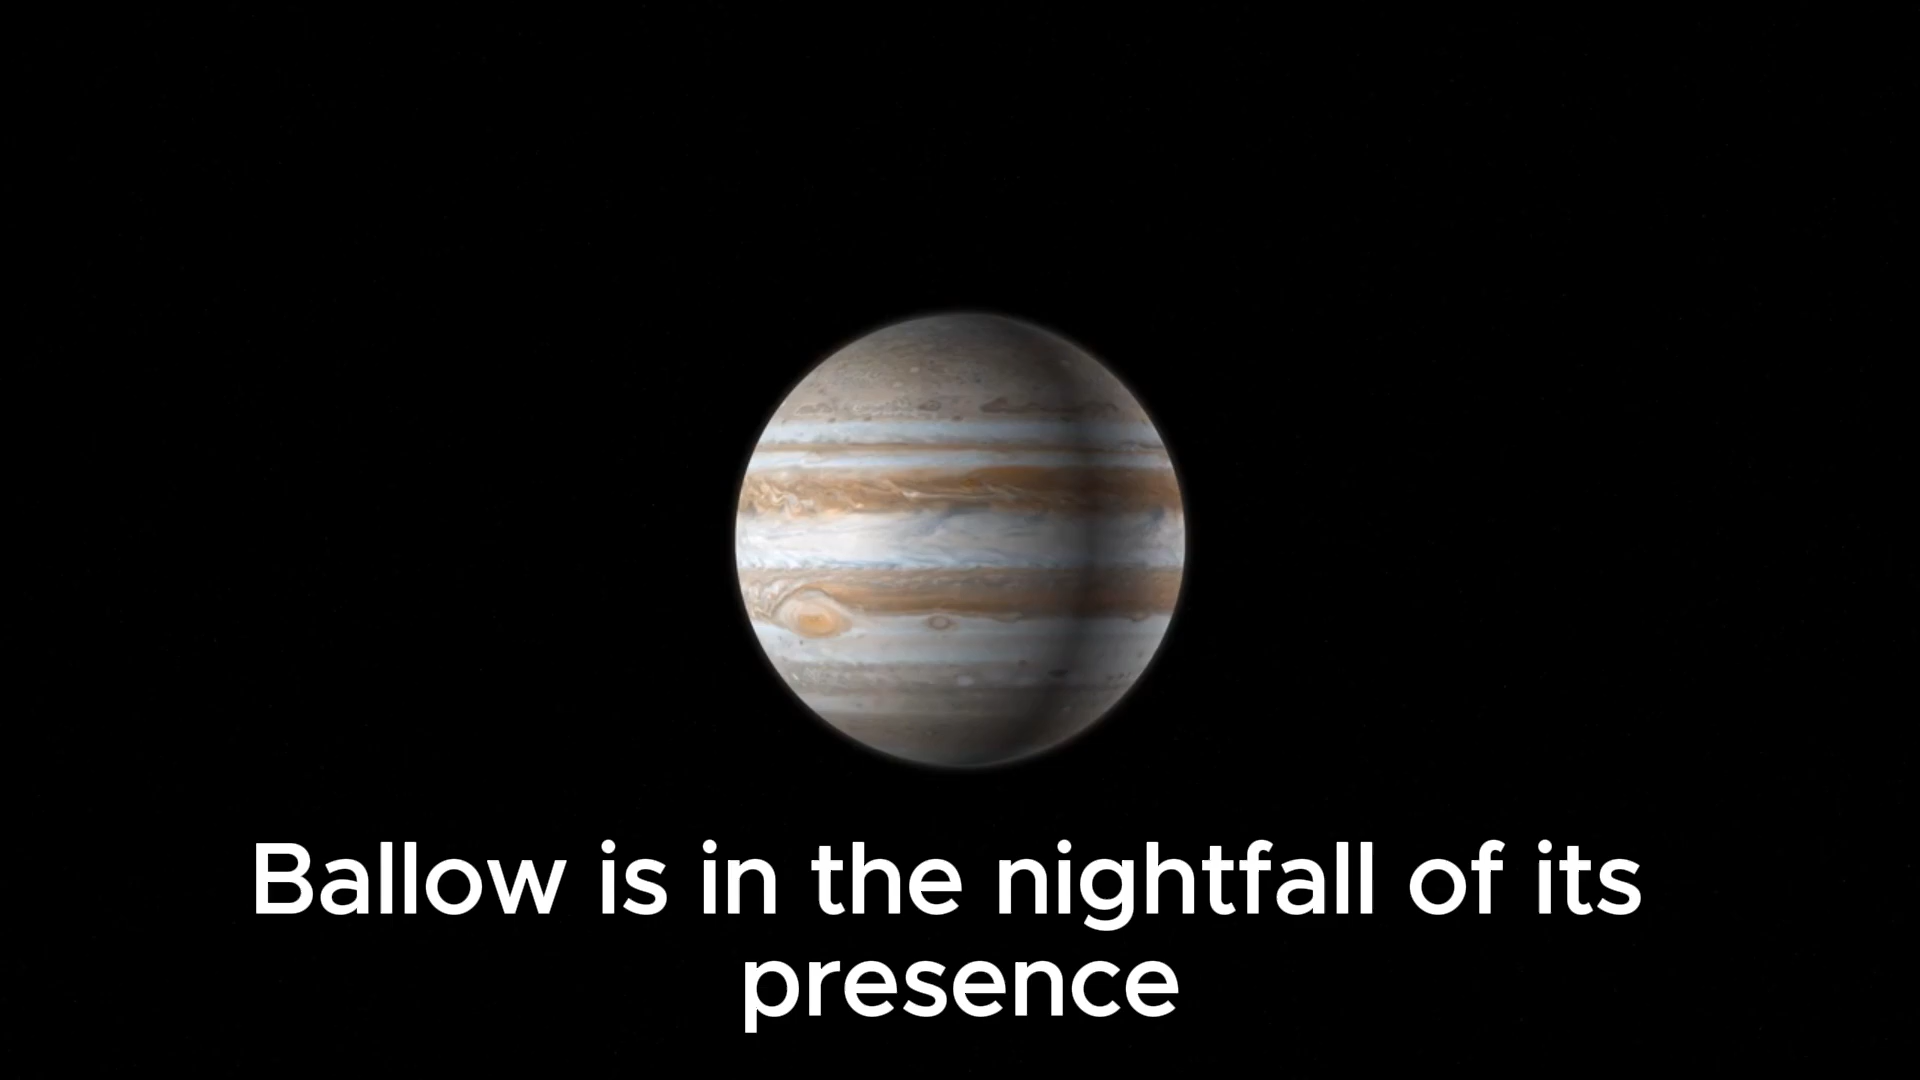 Ballow is in the nightfall of its
presence